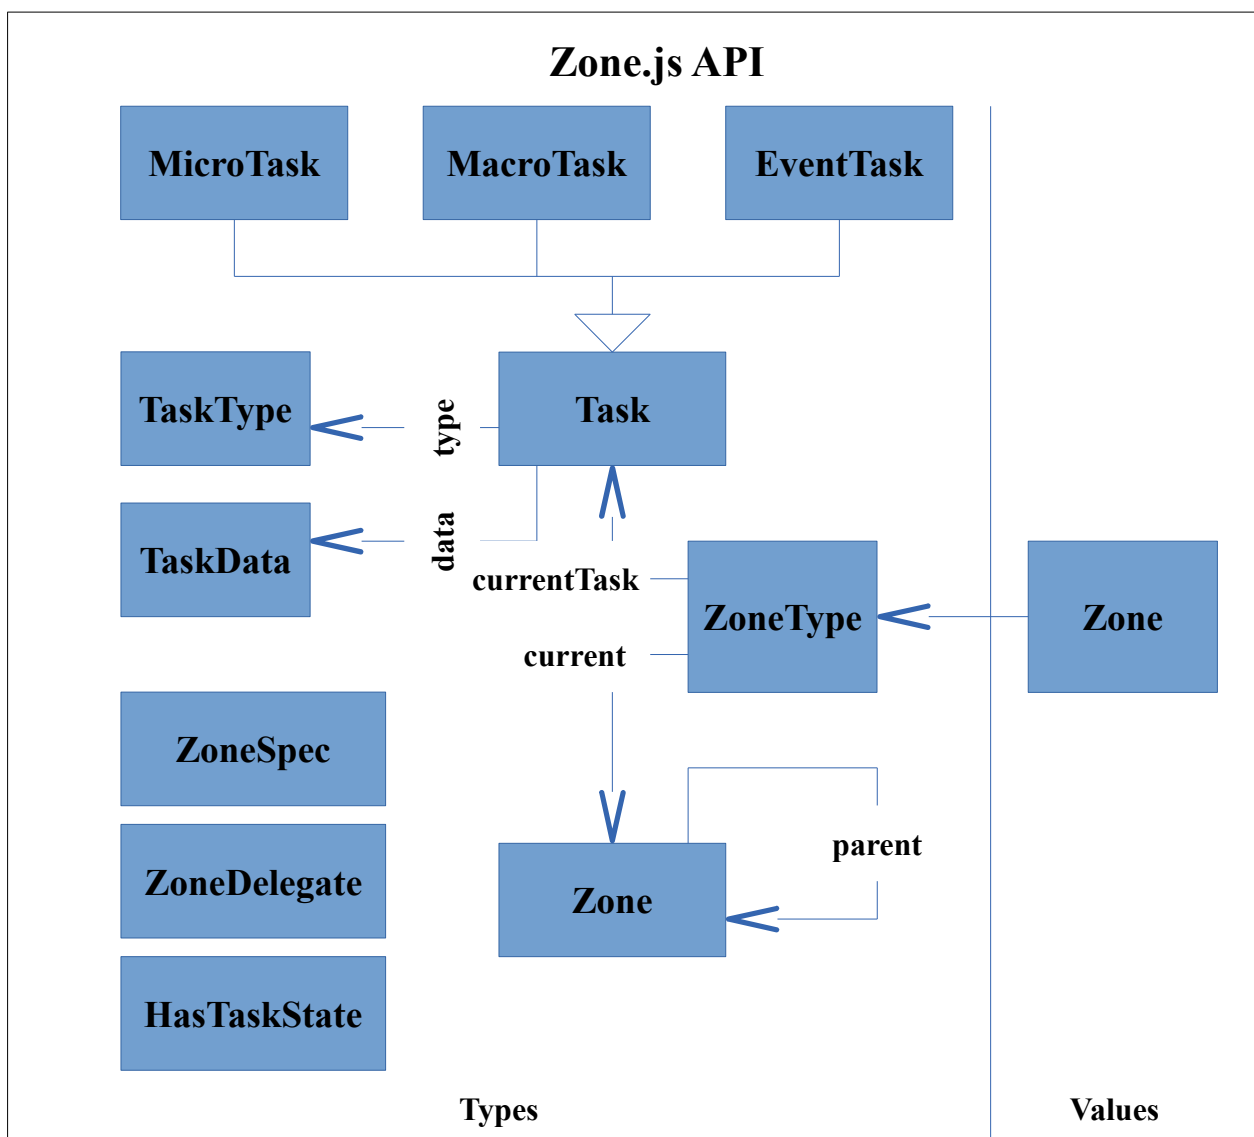 Zone.js API
MicroTask
MacroTask
EventTask
TaskType
type
Task
TaskData
data
currentTask
ZoneType
Zone
current
ZoneSpec
ZoneDelegate
Zone
parent
HasTaskState
Types
Values